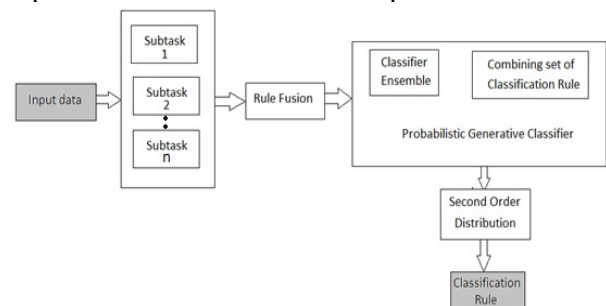 Input data
Subtask
1
Subtask
2
Subtask
n
Rule Fusion
Classifier
Ensemble
Combining set of
Classification Rule
Probabilistic Generative Classifier
Second Order
Distribution
Classification
Rule